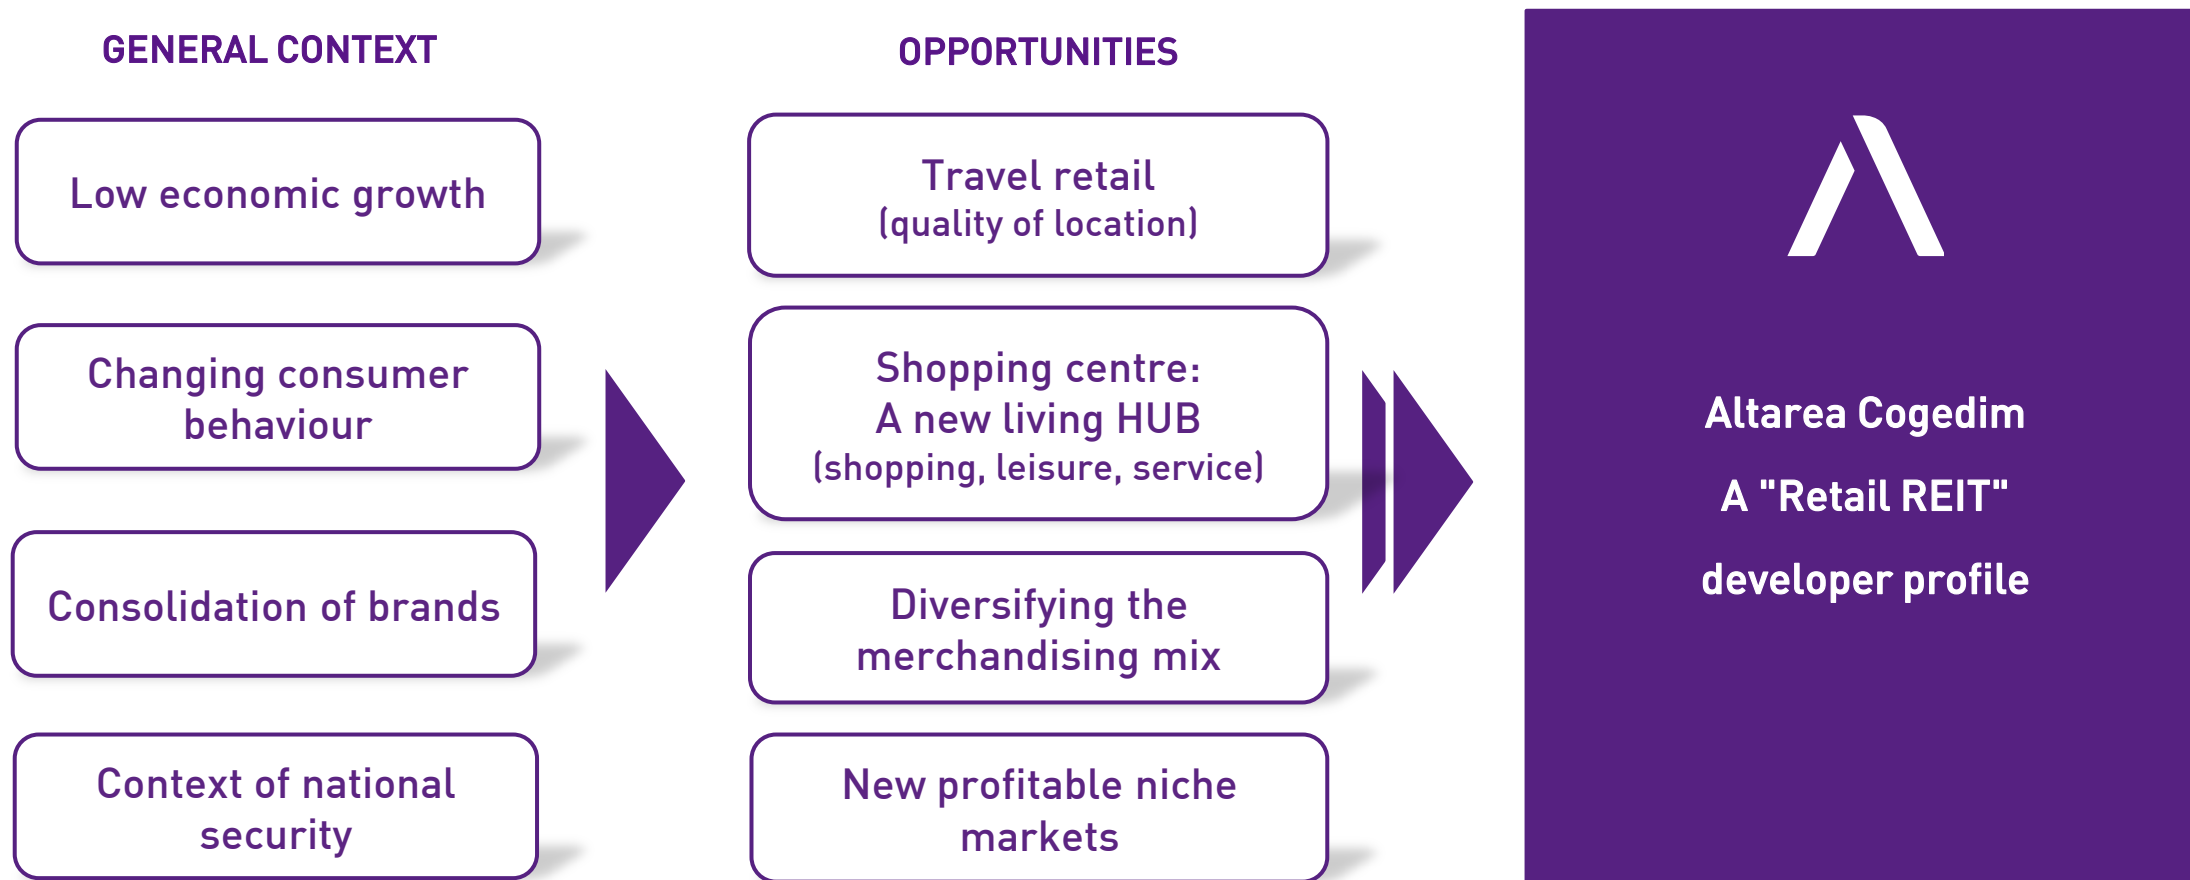 GENERAL CONTEXT
Low economic growth
Changing consumer
behaviour
Consolidation of brands
Context of national
security
OPPORTUNITIES
Travel retail
(quality of location)
Shopping centre:
A new living HUB
(shopping, leisure, service)
Diversifying the
merchandising mix
New profitable niche
markets
Altarea Cogedim
A "Retail REIT"
developer profile